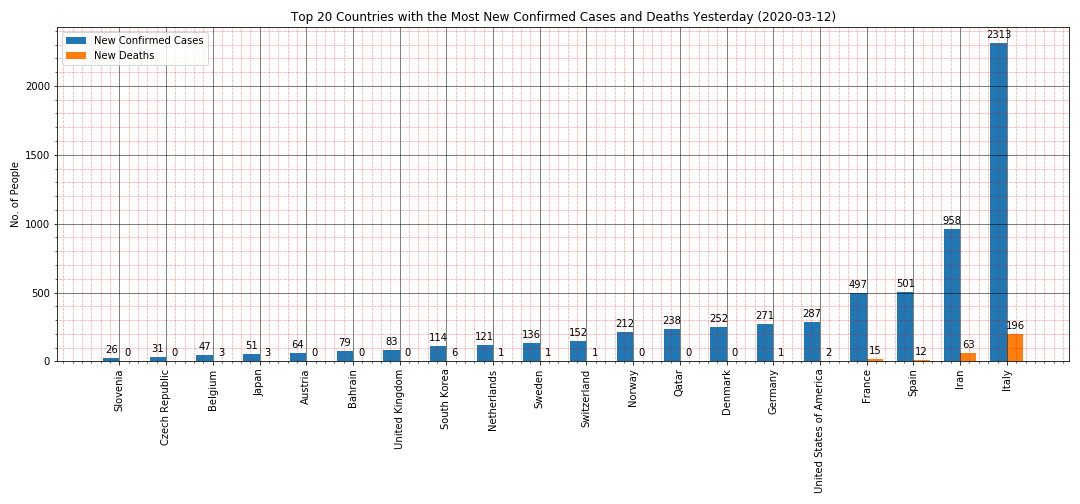 Top 20 Countries with the Most New Confirmed Cases and Deaths Yesterday (2020-03-12)
New Confirmed Cases
New Deaths
No. of People
2000
1500
1000
500
0
26 0
31 0
47 3
51 3
64 0
79 0
83 0
114 6
121 1
136 1
152 1
212 0
238 0
252 0
271 1
287 2
497 15
501 12
958 63
2313 196
Slovenia
Czech Republic
Belgium
Japan
Austria
Bahrain
United Kingdom
South Korea
Netherlands
Sweden
Switzerland
Norway
Qatar
Denmark
Germany
United States of America
France
Spain
Iran
Italy